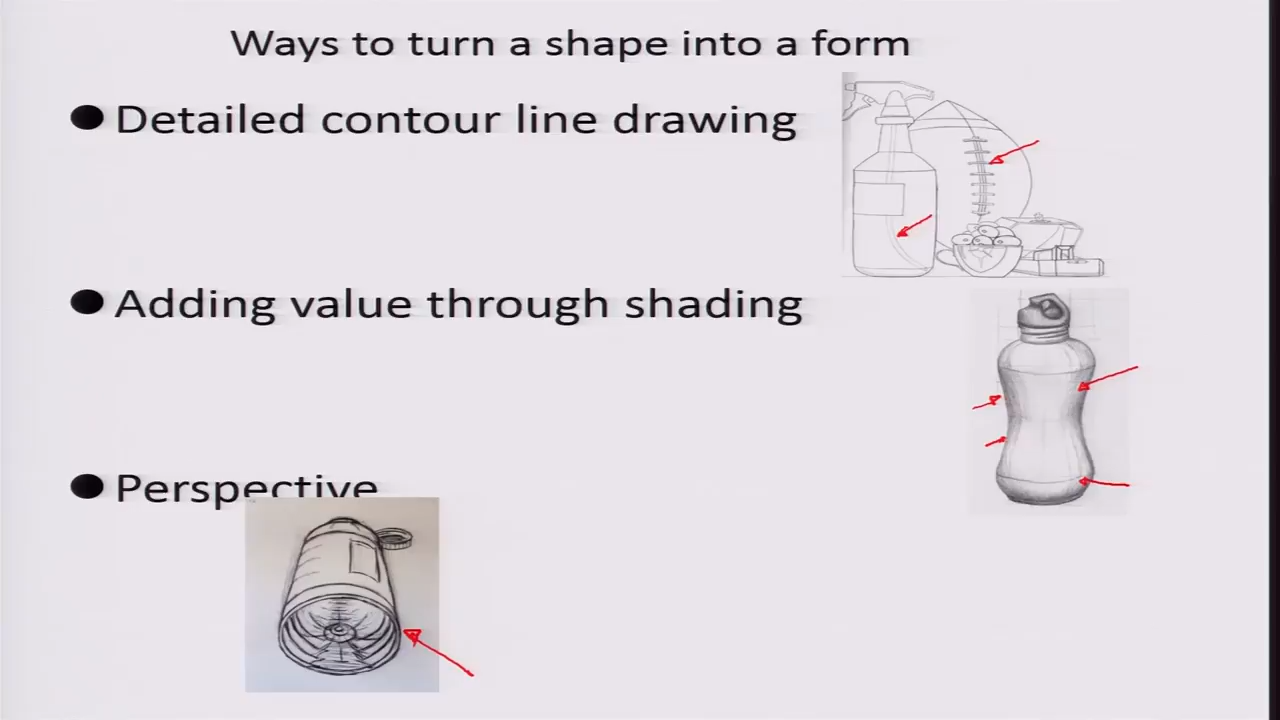 Ways to turn a shape into a form
● Detailed contour line drawing
● Adding value through shading
● Perspective